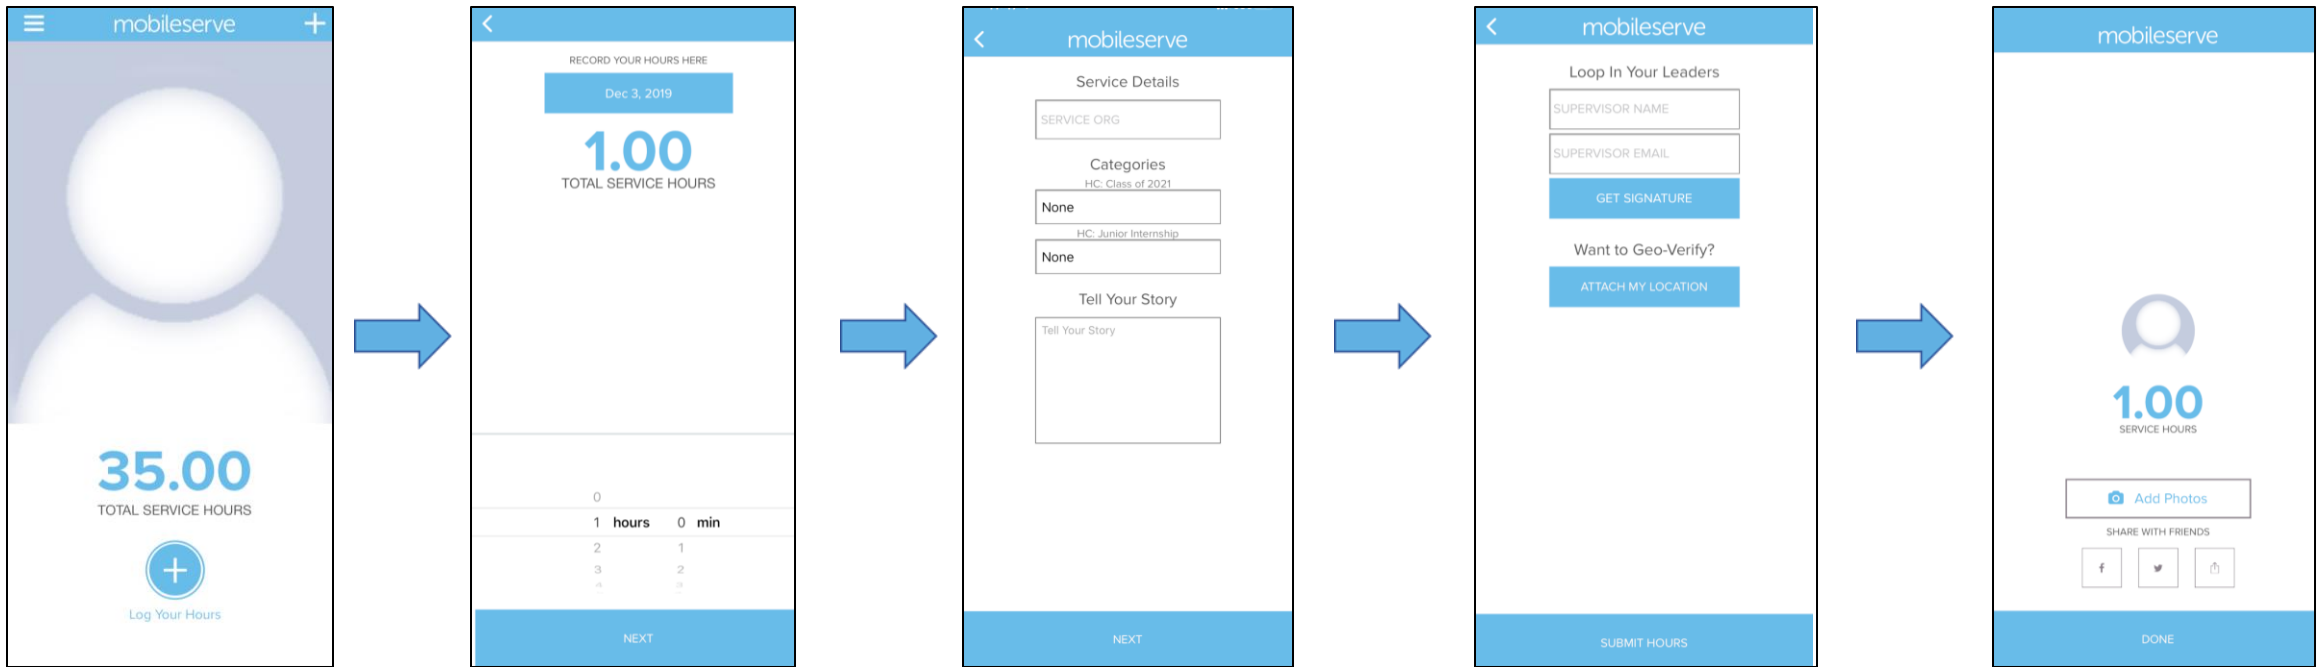 mobileserve
35.00
TOTAL SERVICE HOURS
Log Your Hours
RECORD YOUR HOURS HERE
Dec 3, 2019
1.00
TOTAL SERVICE HOURS
0
1 hours 0 min
2 1
3 2
4 3
NEXT
mobileserve
Service Details
SERVICE ORG
Categories
HC: Class of 2021
None
HC: Junior Internship
None
Tell Your Story
Tell Your Story
NEXT
mobileserve
Loop In Your Leaders
SUPERVISOR NAME
SUPERVISOR EMAIL
GET SIGNATURE
Want to Geo-Verify?
ATTACH MY LOCATION
SUBMIT HOURS
mobileserve
1.00
SERVICE HOURS
Add Photos
SHARE WITH FRIENDS
DONE